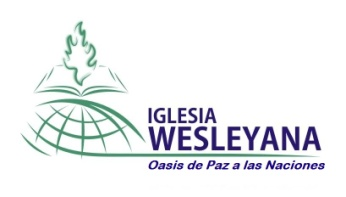 IGLESIA
WESLEYANA
Oasis de Paz a las Naciones